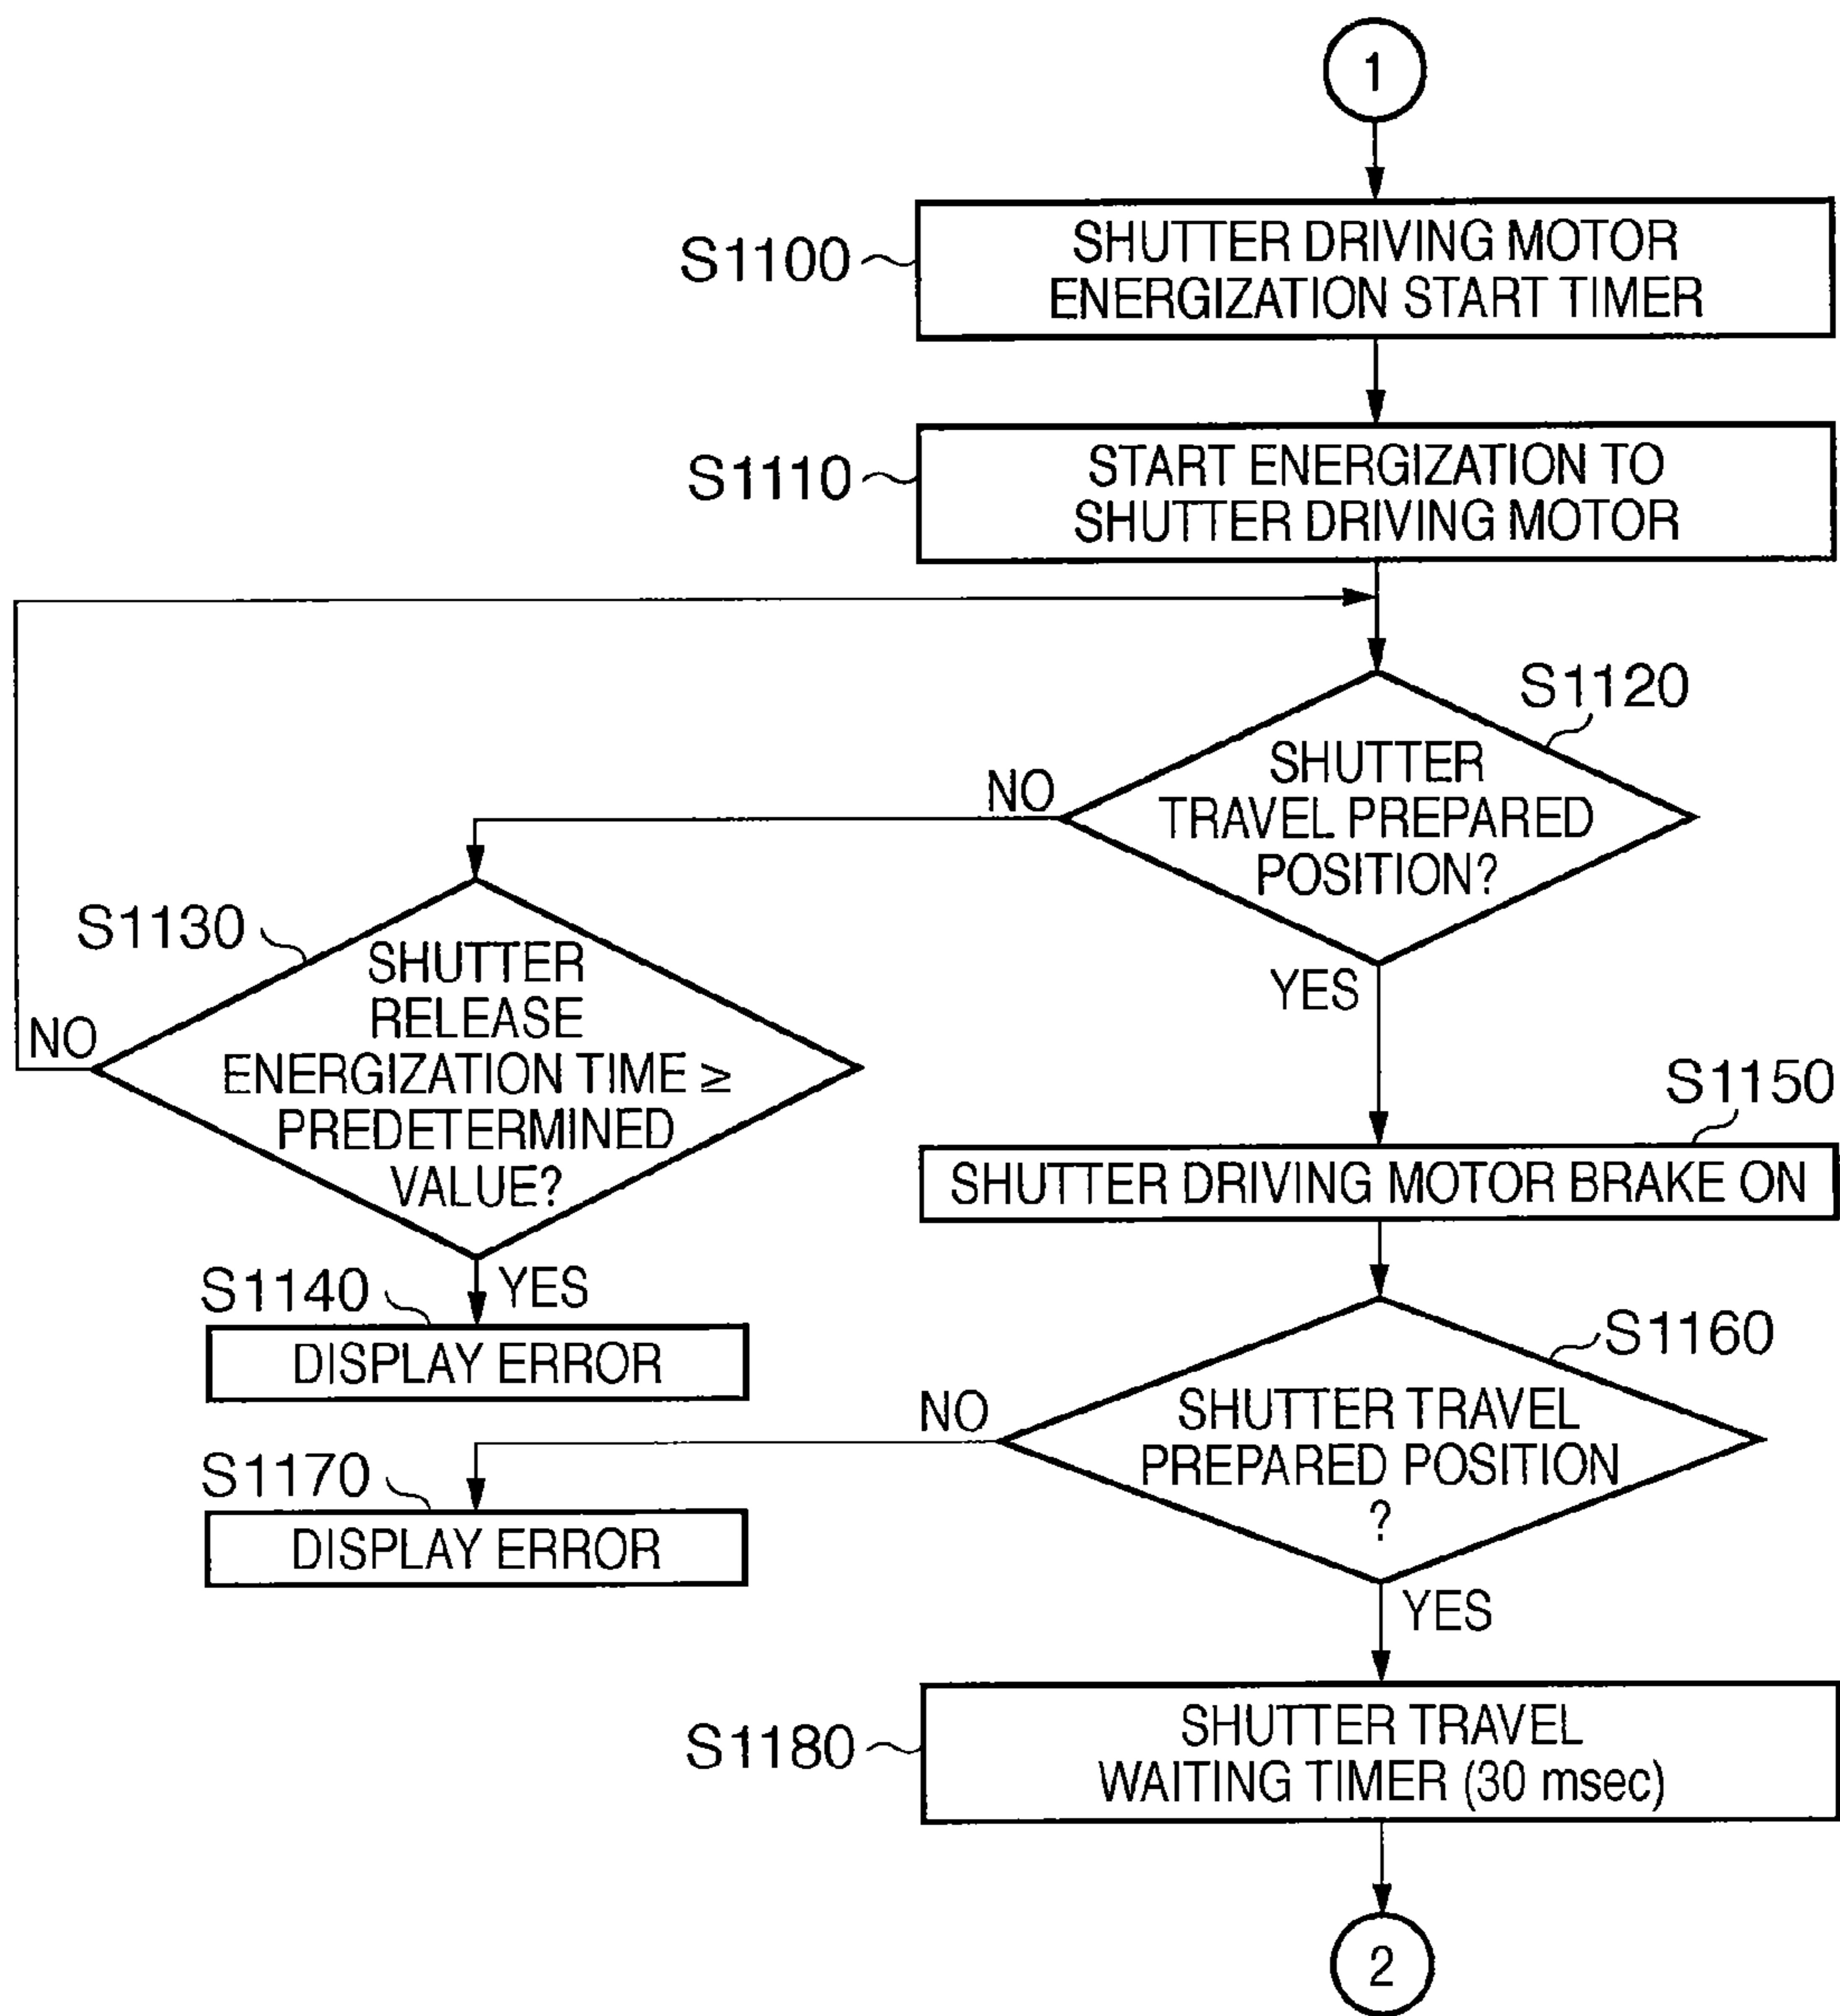 1
S1100
SHUTTER DRIVING MOTOR
ENERGIZATION START TIMER
S1110
START ENERGIZATION TO
SHUTTER DRIVING MOTOR
S1120
SHUTTER
TRAVEL PREPARED
POSITION?
NO
YES
S1130
SHUTTER
RELEASE
ENERGIZATION TIME ≥
PREDETERMINED
VALUE?
NO
YES
S1140
DISPLAY ERROR
S1150
SHUTTER DRIVING MOTOR BRAKE ON
S1160
SHUTTER TRAVEL
PREPARED POSITION
?
NO
YES
S1170
DISPLAY ERROR
S1180
SHUTTER TRAVEL
WAITING TIMER (30 msec)
2